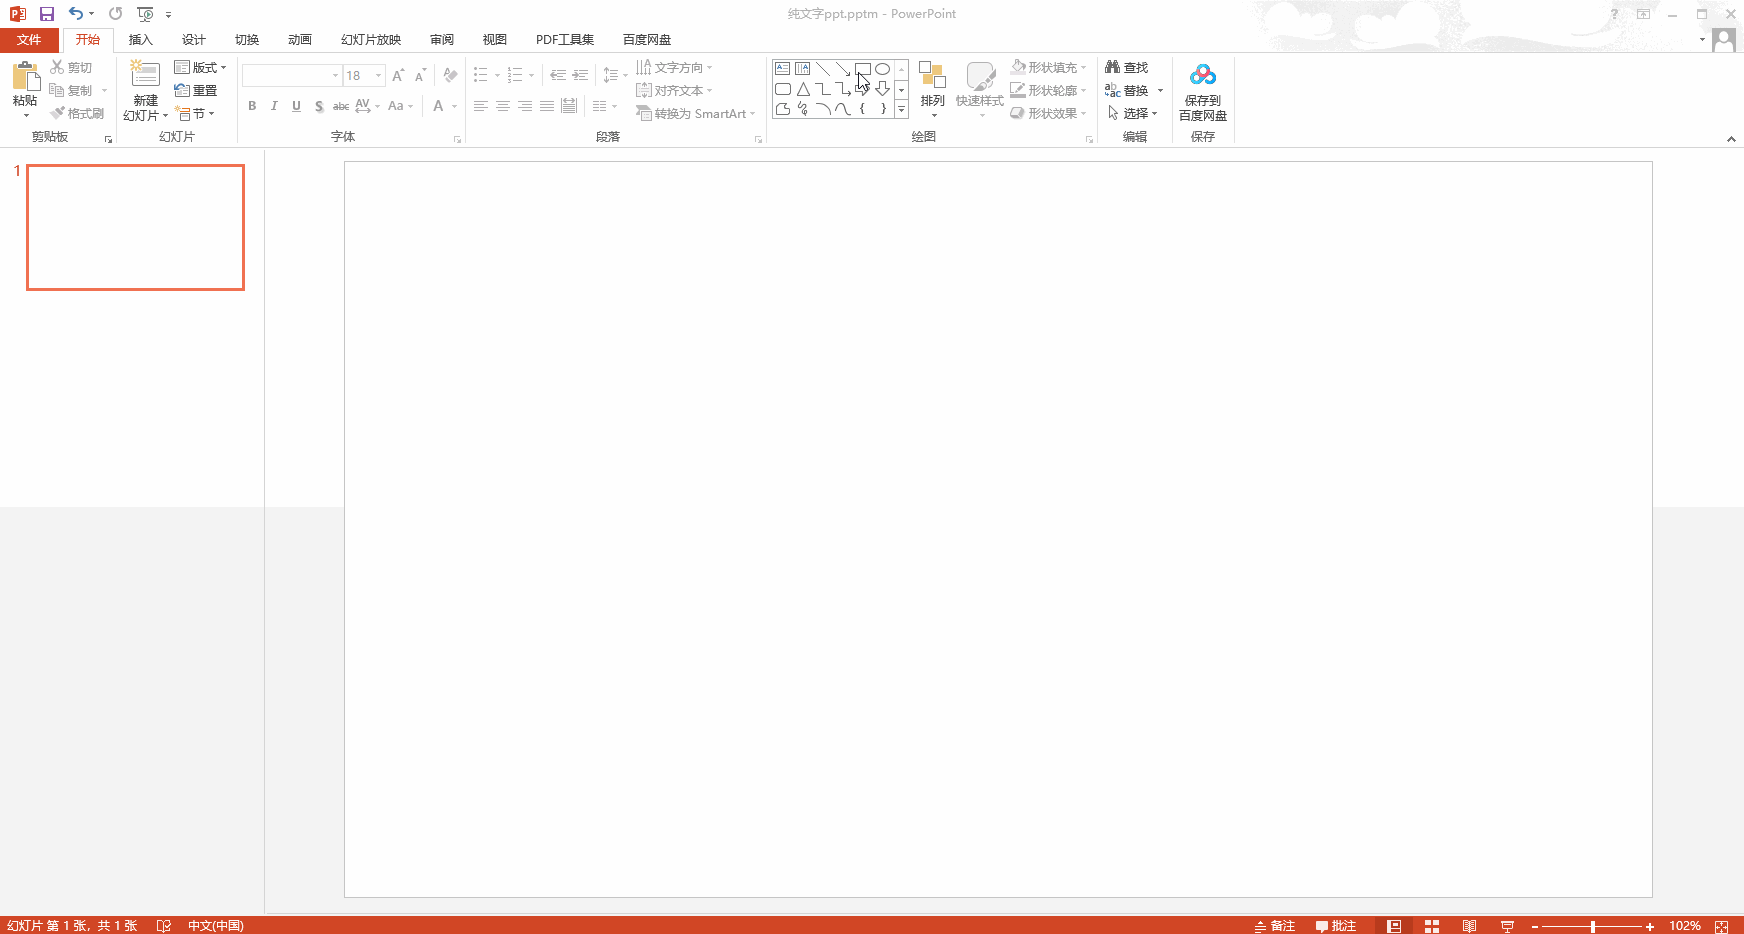 纯文字ppt.pptm - PowerPoint
文件 开始 插入 设计 切换 动画 幻灯片放映 审阅 视图 PDF工具集 百度网盘
粘贴
剪切
复制
格式刷
剪贴板
新建
幻灯片
版式
重置
节
幻灯片
18
B I U S abc AV Aa A
字体
文字方向
对齐文本
转换为 SmartArt
段落
排列
快速样式
形状填充
形状轮廓
形状效果
绘图
查找
替换
选择
编辑
保存到
百度网盘
保存
1
幻灯片 第 1 张, 共 1 张 中文(中国) 备注 批注 102%